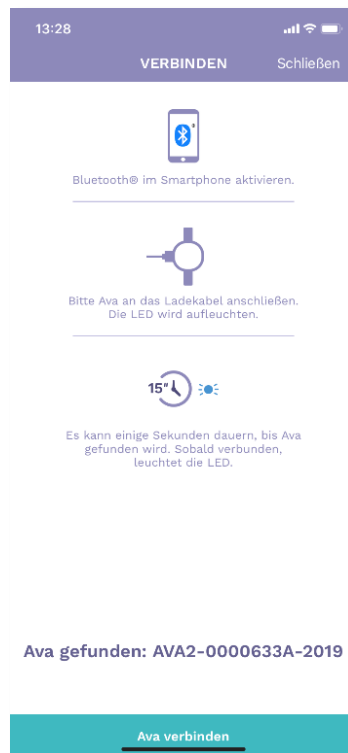 13:28
VERBINDEN
Schließen
Bluetooth® im Smartphone aktivieren.
Bitte Ava an das Ladekabel anschließen.
Die LED wird aufleuchten.
15"
Es kann einige Sekunden dauern, bis Ava
gefunden wird. Sobald verbunden,
leuchtet die LED.
Ava gefunden: AVA2-0000633A-2019
Ava verbinden